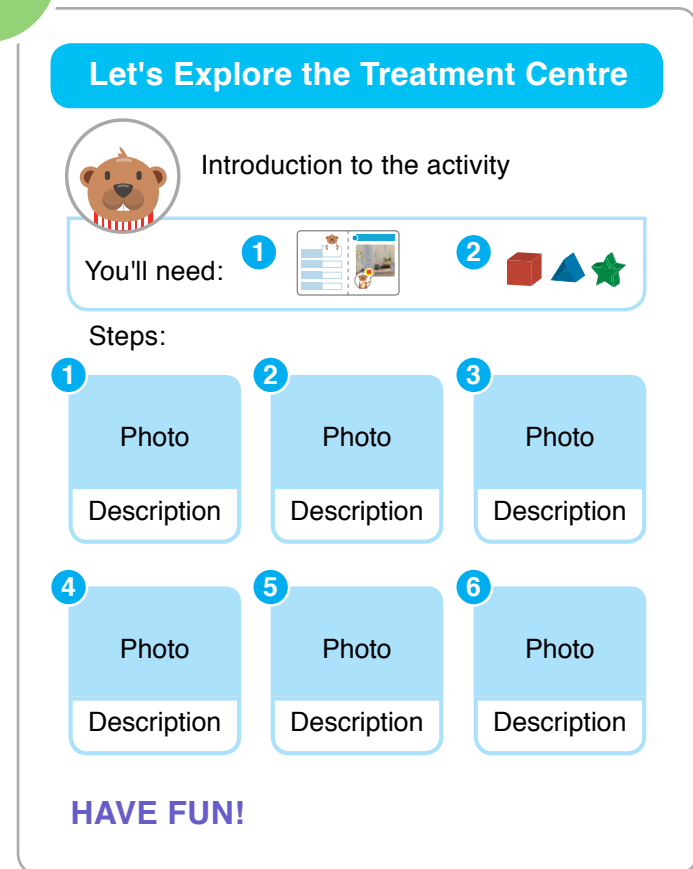 Let's Explore the Treatment Centre
Introduction to the activity
You'll need:
1
2
Steps:
1
2
3
Photo
Photo
Photo
Description
Description
Description
4
5
6
Photo
Photo
Photo
Description
Description
Description
HAVE FUN!